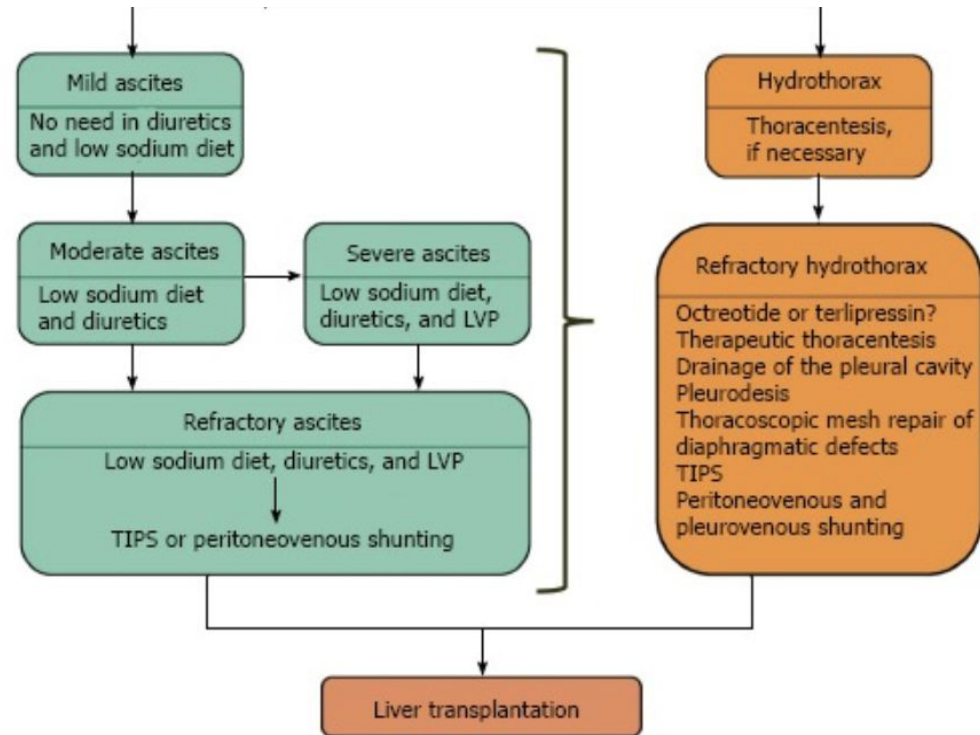 Mild ascites
No need in diuretics
and low sodium diet
Moderate ascites
Low sodium diet
and diuretics
Severe ascites
Low sodium diet,
diuretics, and LVP
Refractory ascites
Low sodium diet, diuretics, and LVP
TIPS or peritoneovenous shunting
Hydrothorax
Thoracentesis,
if necessary
Refractory hydrothorax
Octreotide or terlipressin?
Therapeutic thoracentesis
Drainage of the pleural cavity
Pleurodesis
Thoracoscopic mesh repair of
diaphragmatic defects
TIPS
Peritoneovenous and
pleurovenous shunting
Liver transplantation